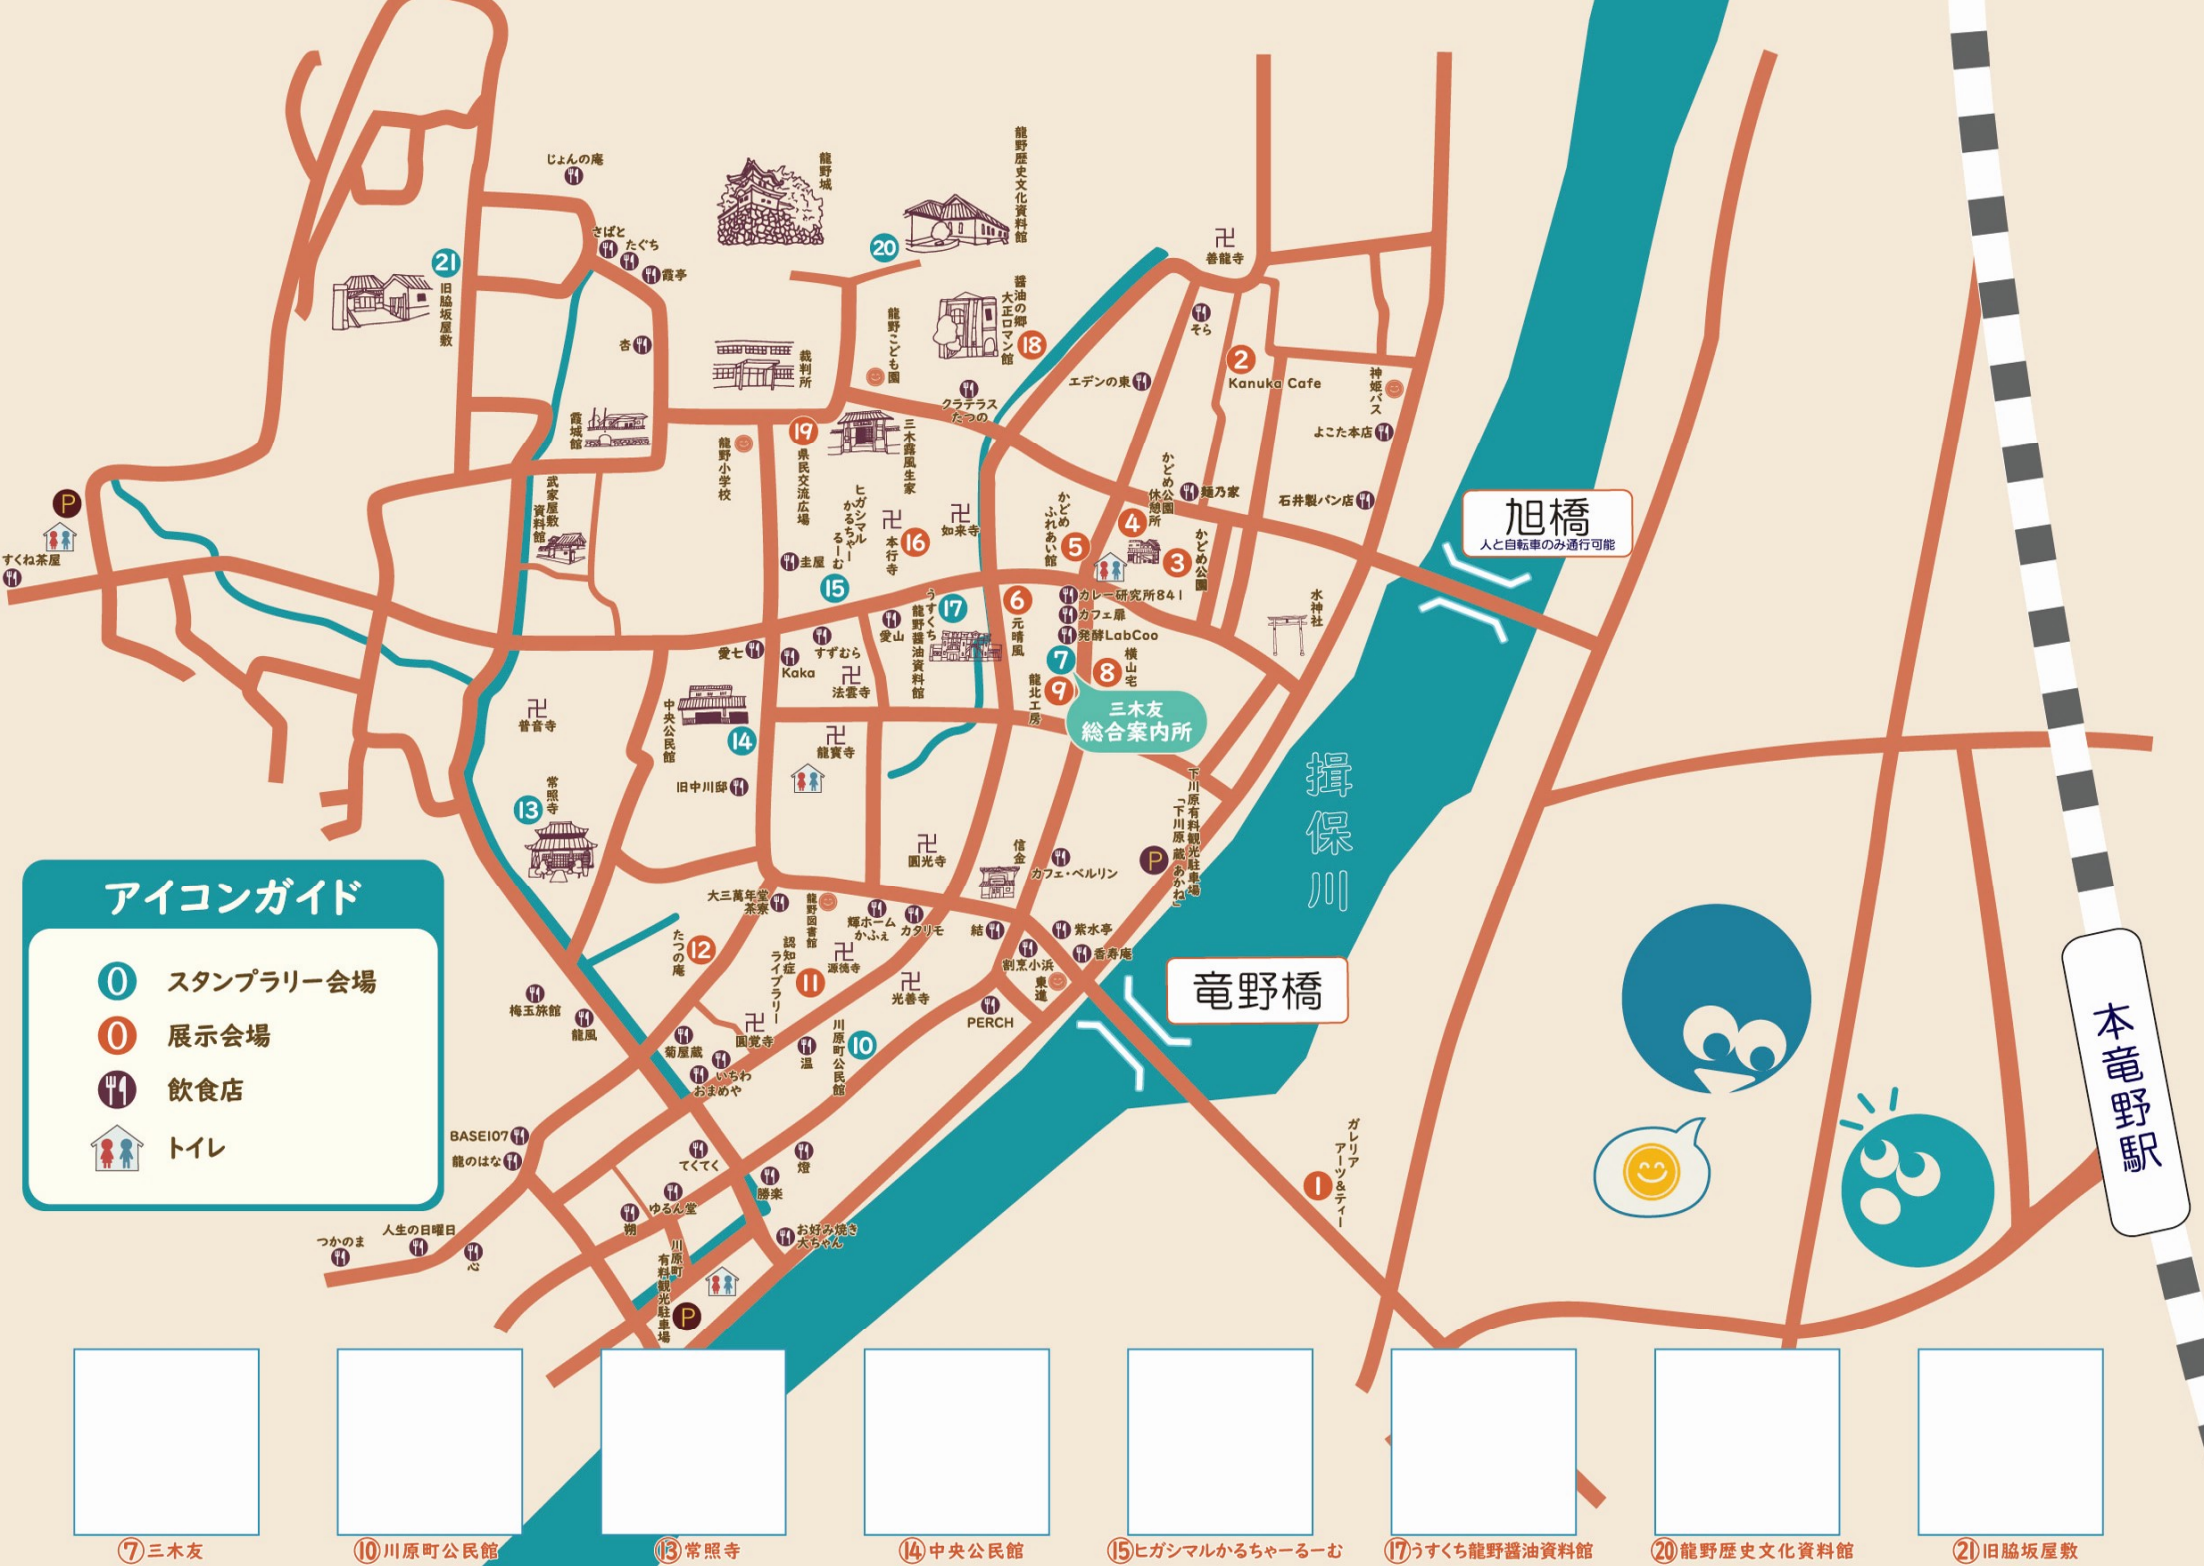 じょんの庵
さばと
たぐち
霞亭
龍野城
龍野歴史文化資料館
20
善龍寺
21
旧脇坂屋敷
醤油の郷
大正ロマン館
18
龍野こども園
そら
杏
裁判所
2
Kanuka Cafe
エデンの東
神姫バス
クラテラス
たつの
霞城館
龍野小学校
19
県民交流広場
三木露風生家
よこた本店
かどめ公園
休憩所
麺乃家
石井製パン店
旭橋
人と自転車のみ通行可能
P
すくね茶屋
武家屋敷
資料館
ヒガシマル
かるちゃー
るーむ
15
圭屋
本行寺
16
如来寺
かどめ
ふれあい館
5
4
3
かどめ公園
水神社
カレー研究所841
カフェ扉
発酵LabCoo
6
元晴風
うすくち
龍野醤油資料館
17
愛山
すずむら
愛七
Kaka
法雲寺
7
8
横山宅
9
龍北工房
三木友
総合案内所
普音寺
中央公民館
14
龍寳寺
旧中川邸
揖保川
常照寺
13
圓光寺
信金
カフェ・ベルリン
P
下川原有料観光駐車場
「下川原 蔵 あかね」
アイコンガイド
0 スタンプラリー会場
0 展示会場
飲食店
トイレ
大三萬年堂
茶寮
龍野図書館
輝ホーム
かふぇ
カタリモ
結
紫水亭
香寿庵
割烹小浜
東進
竜野橋
たつの庵
12
認知症
ライブラリー
11
源徳寺
光善寺
PERCH
梅玉旅館
龍風
菊屋蔵
圓覚寺
いちわ
おまめや
温
川原町公民館
10
本竜野駅
BASE107
龍のはな
てくてく
燈
勝楽
ゆるん堂
朔
お好み焼き
大ちゃん
人生の日曜日
つかのま
心
川原町
有料観光駐車場
P
ガレリア
アーツ&ティー
1
⑦三木友
⑩川原町公民館
⑬常照寺
⑭中央公民館
⑮ヒガシマルかるちゃーるーむ
⑰うすくち龍野醤油資料館
⑳龍野歴史文化資料館
㉑旧脇坂屋敷